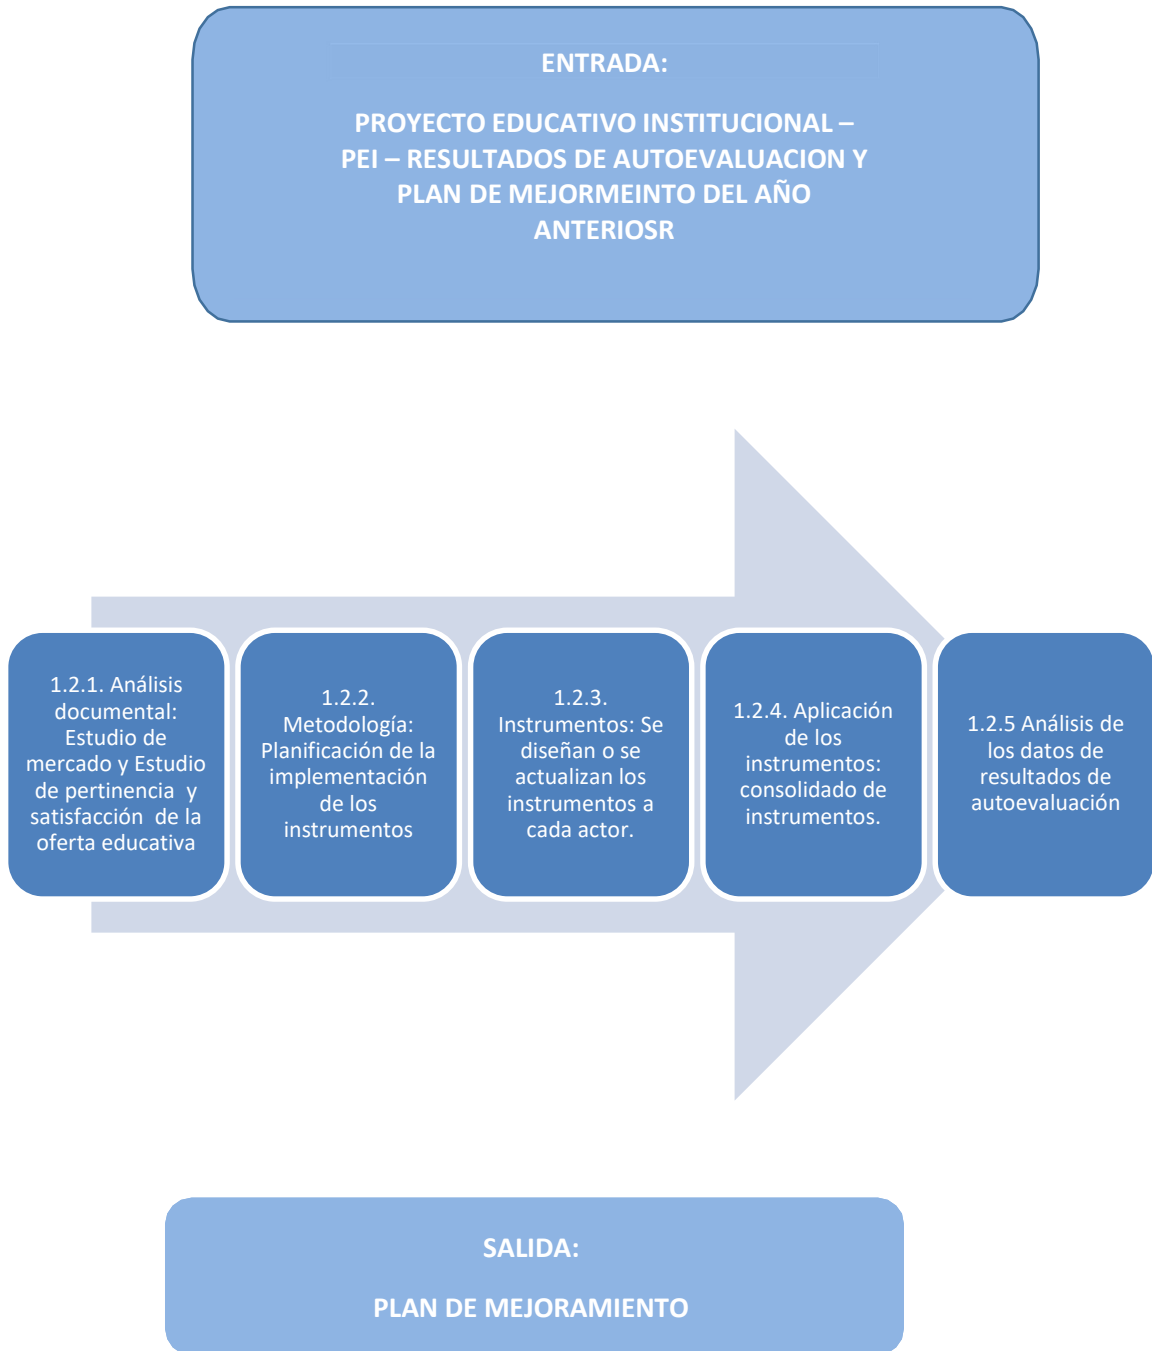 ENTRADA:
PROYECTO EDUCATIVO INSTITUCIONAL –
PEI – RESULTADOS DE AUTOEVALUACION Y
PLAN DE MEJORMEINTO DEL AÑO
ANTERIOSR
1.2.1. Análisis
documental:
Estudio de
mercado y Estudio
de pertinencia y
satisfacción de la
oferta educativa
1.2.2.
Metodología:
Planificación de la
implementación
de los
instrumentos
1.2.3.
Instrumentos: Se
diseñan o se
actualizan los
instrumentos a
cada actor.
1.2.4. Aplicación
de los
instrumentos:
consolidado de
instrumentos.
1.2.5 Análisis de
los datos de
resultados de
autoevaluación
SALIDA:
PLAN DE MEJORAMIENTO